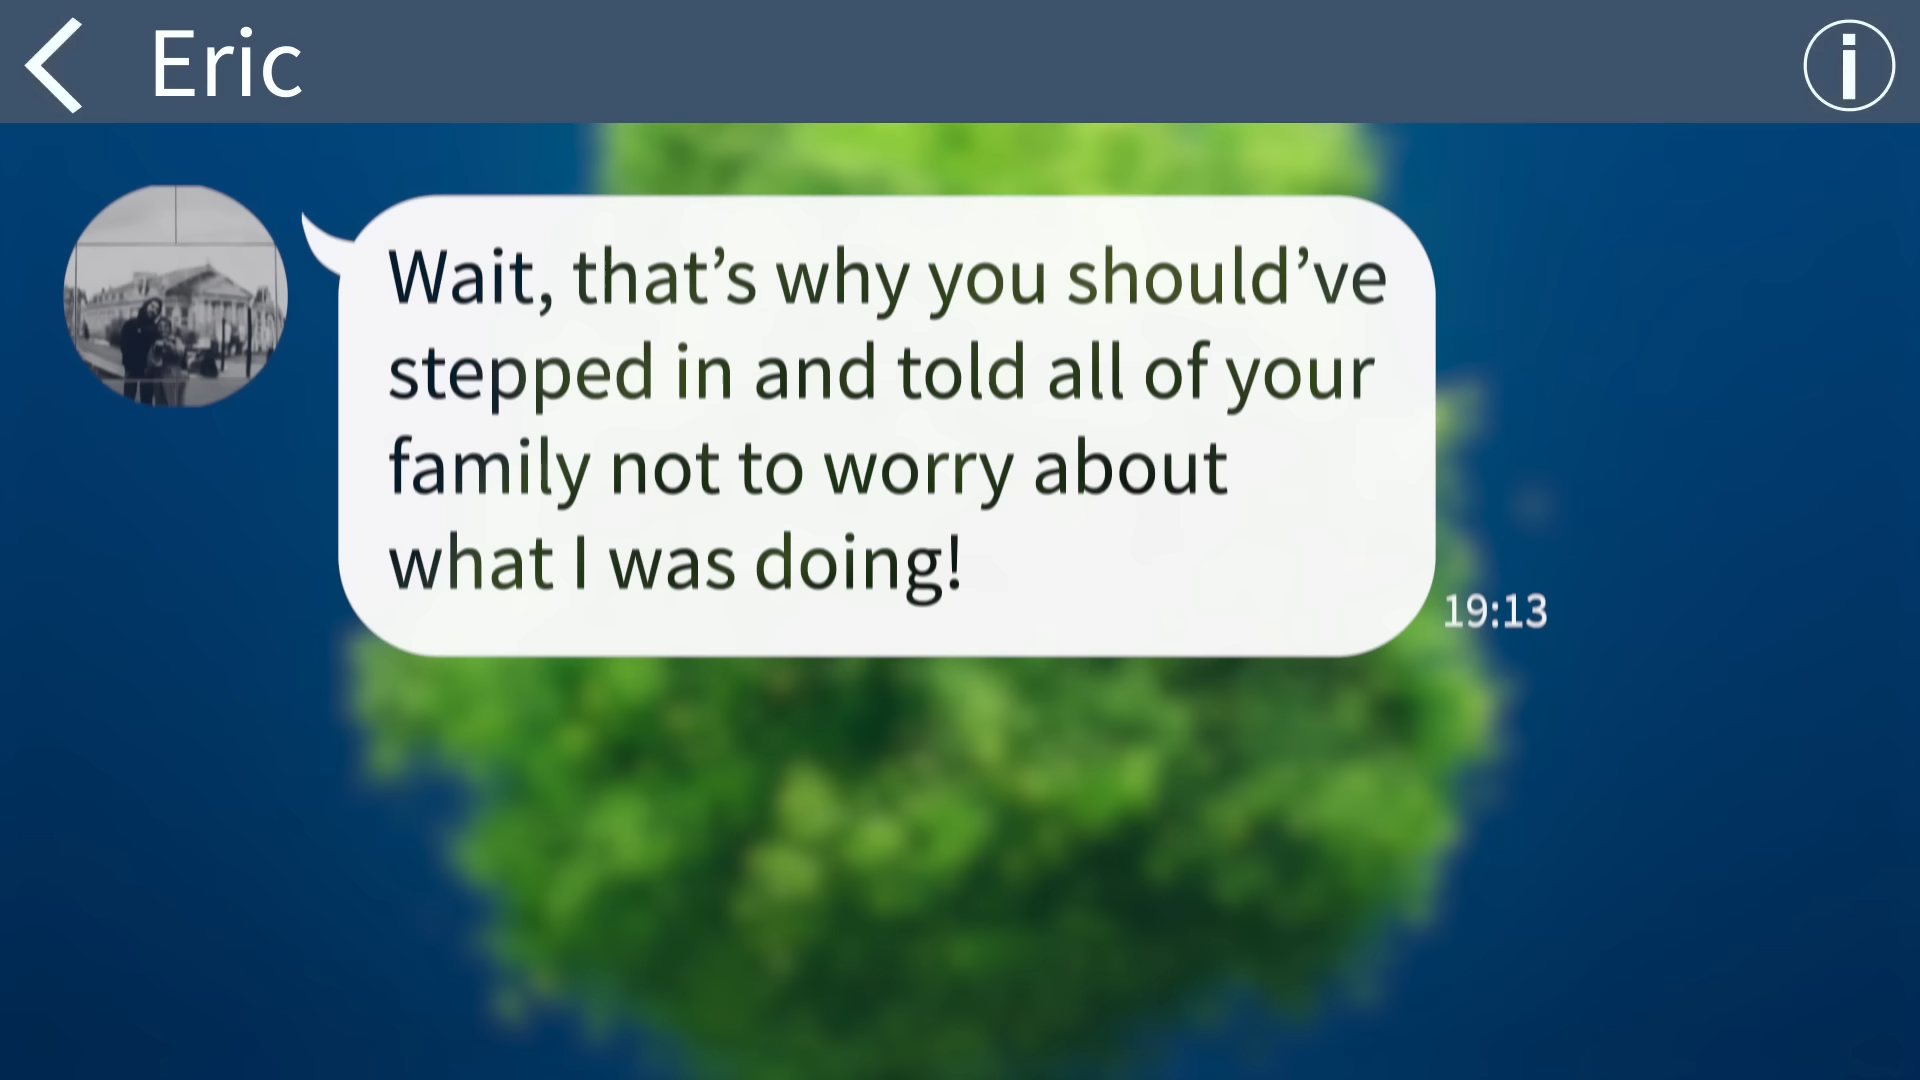 Eric
Wait, that’s why you should’ve
stepped in and told all of your
family not to worry about
what I was doing!
19:13